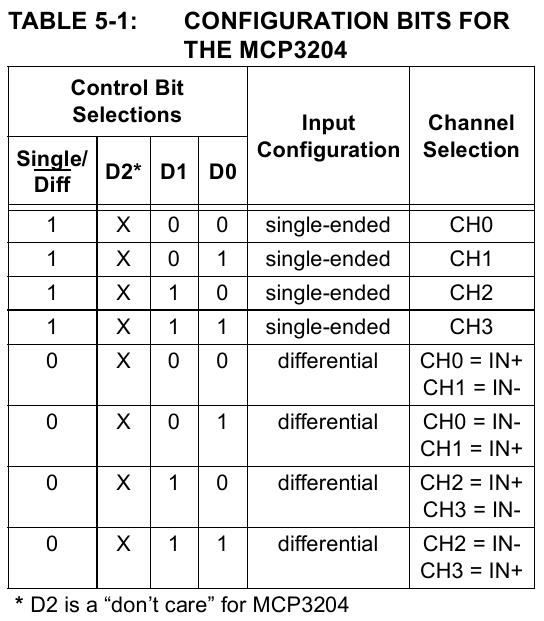 TABLE 5-1: CONFIGURATION BITS FOR
THE MCP3204
Control Bit
Selections
Input
Configuration
Channel
Selection
Single/
Diff
D2*
D1
D0
1 X 0 0 single-ended CH0
1 X 0 1 single-ended CH1
1 X 1 0 single-ended CH2
1 X 1 1 single-ended CH3
0 X 0 0 differential CH0 = IN+
CH1 = IN-
0 X 0 1 differential CH0 = IN-
CH1 = IN+
0 X 1 0 differential CH2 = IN+
CH3 = IN-
0 X 1 1 differential CH2 = IN-
CH3 = IN+
* D2 is a “don’t care” for MCP3204